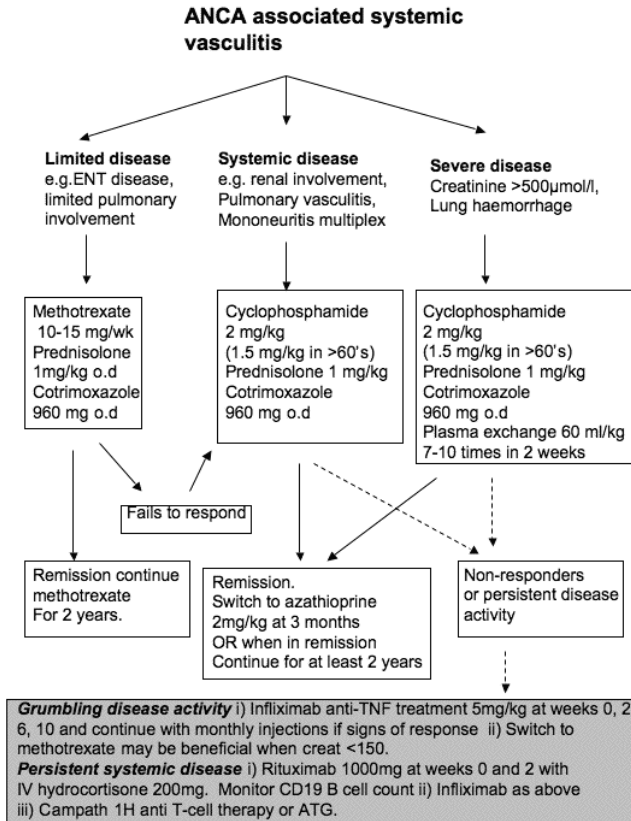 ANCA associated systemic
vasculitis
Limited disease
e.g.ENT disease,
limited pulmonary
involvement
Systemic disease
e.g. renal involvement,
Pulmonary vasculitis,
Mononeuritis multiplex
Severe disease
Creatinine >500µmol/l,
Lung haemorrhage
Methotrexate
10-15 mg/wk
Prednisolone
1mg/kg o.d
Cotrimoxazole
960 mg o.d
Cyclophosphamide
2 mg/kg
(1.5 mg/kg in >60's)
Prednisolone 1 mg/kg
Cotrimoxazole
960 mg o.d
Cyclophosphamide
2 mg/kg
(1.5 mg/kg in >60's)
Prednisolone 1 mg/kg
Cotrimoxazole
960 mg o.d
Plasma exchange 60 ml/kg
7-10 times in 2 weeks
Fails to respond
Remission continue
methotrexate
For 2 years.
Remission.
Switch to azathioprine
2mg/kg at 3 months
OR when in remission
Continue for at least 2 years
Non-responders
or persistent disease
activity
Grumbling disease activity i) Infliximab anti-TNF treatment 5mg/kg at weeks 0, 2
6, 10 and continue with monthly injections if signs of response ii) Switch to
methotrexate may be beneficial when creat <150.
Persistent systemic disease i) Rituximab 1000mg at weeks 0 and 2 with
IV hydrocortisone 200mg. Monitor CD19 B cell count ii) Infliximab as above
iii) Campath 1H anti T-cell therapy or ATG.